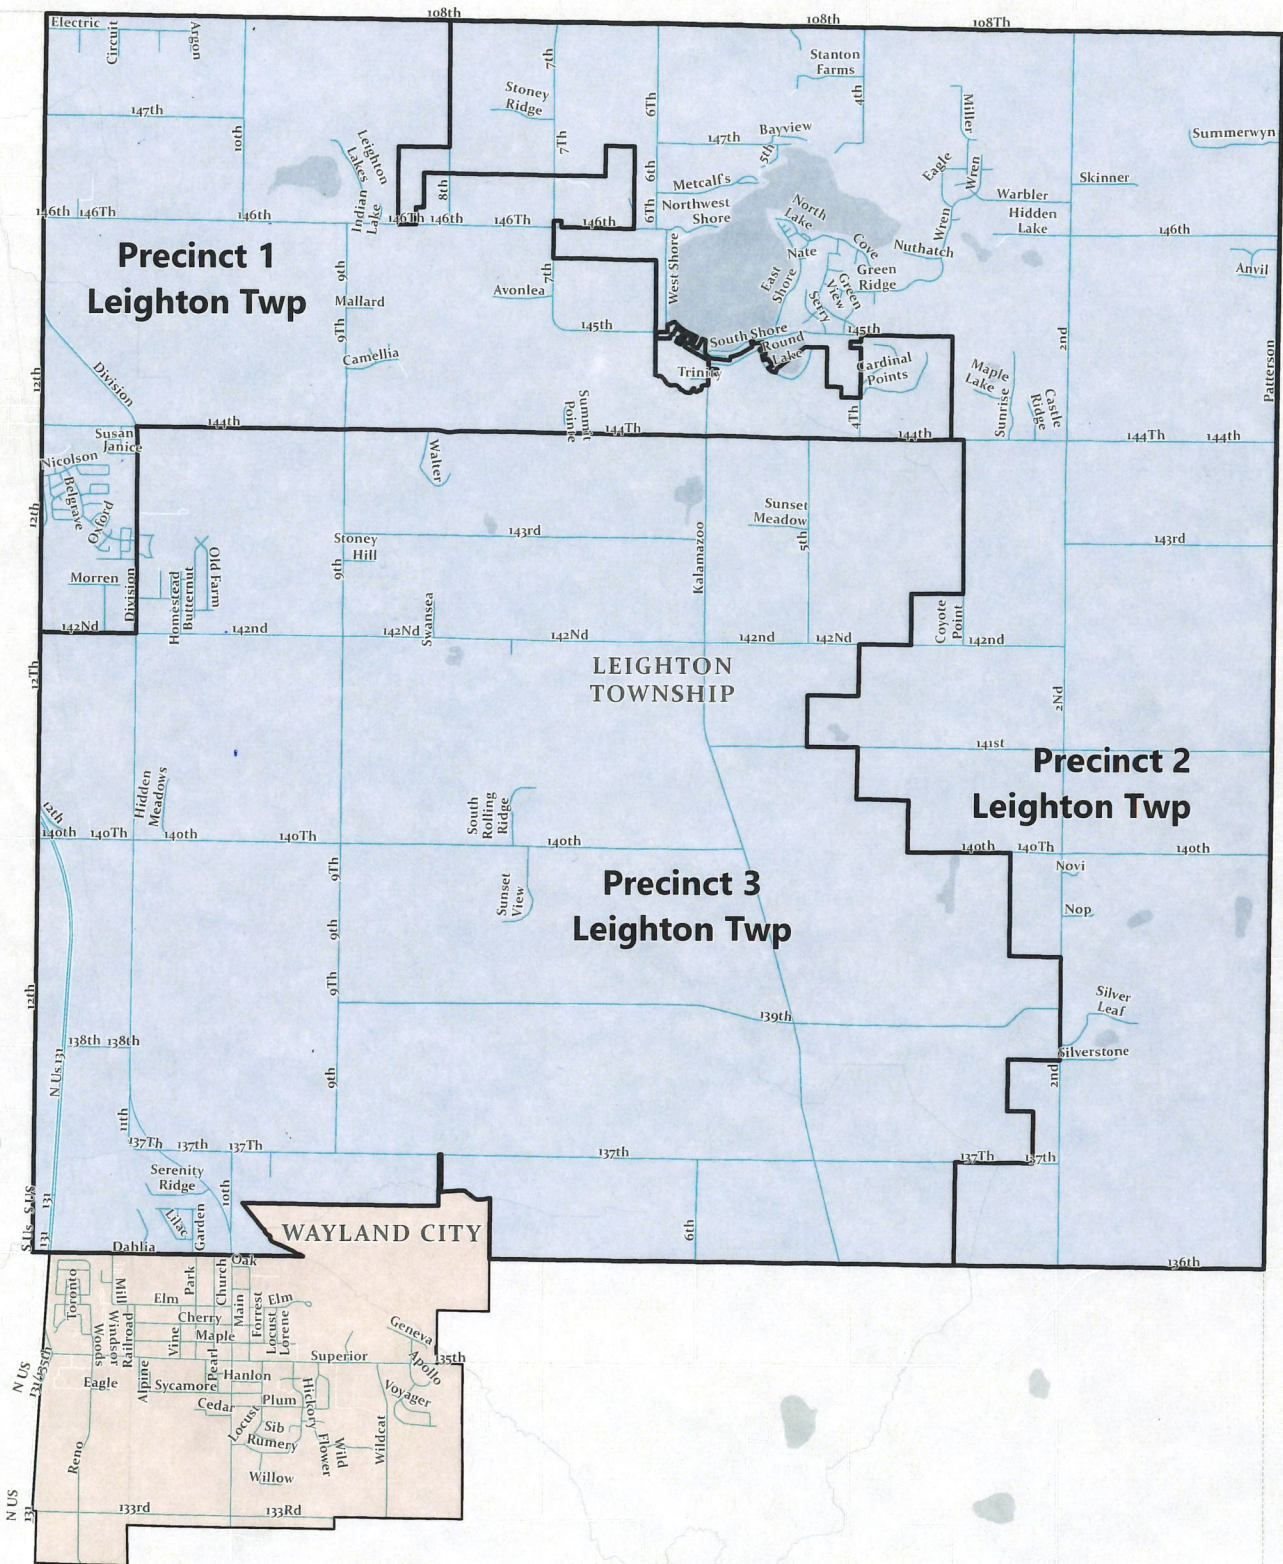 108th
108th
108Th
Electric
Circuit
Argon
7th
Stanton
Farms
Stoney
Ridge
6Th
4th
Miller
147th
10th
7Th
147th
Bayview
5th
Summerwyn
Leighton
Lakes
Indian
Lake
8th
6th
Metcalf's
Eagle
Wren
Skinner
Warbler
146th
146Th
146th
146Th
146th
146Th
146th
6Th
Northwest
Shore
North
Lake
Wren
Hidden
Lake
146th
Precinct 1
Leighton Twp
West Shore
Nate
Cove
Nuthatch
Green
Ridge
East
Shore
Green
View
Serry
Anvil
9th
7th
Mallard
Avonlea
9Th
145th
South Shore
Round
Lake
145th
2nd
Patterson
Camellia
Trinity
Cardinal
Points
Maple
Lake
Sunrise
Castle
Ridge
12th
Division
144th
Summit
Pointe
144Th
4Th
144th
144Th
144th
Susan
Janice
Nicolson
Belgrave
Oxford
12th
Walter
Sunset
Meadow
5th
Kalamazoo
143rd
143rd
Stoney
Hill
9th
Morren
Division
Homestead
Butternut
Old Farm
Swansea
Coyote
Point
142Nd
142nd
142Nd
142Nd
142nd
142Nd
142nd
12Th
LEIGHTON
TOWNSHIP
2Nd
141st
Precinct 2
Leighton Twp
Hidden
Meadows
South
Rolling
Ridge
12th
140th
140Th
140th
140Th
140th
140th
140Th
140th
9Th
Novi
Precinct 3
Leighton Twp
Sunset
View
Nop
9th
9Th
12th
139th
Silver
Leaf
138th
138th
N Us 131
9th
Silverstone
2nd
11th
137Th
137th
137Th
137th
137Th
137th
Serenity
Ridge
10th
Lilac
Garden
S Us
131
S US
131
WAYLAND CITY
6th
Dahlia
Oak
136th
Toronto
Mill
Park
Church
Main
Elm
Forrest
Elm
Locust
Lorene
Cherry
Vine
Maple
Woods
Windsor
Railroad
Geneva
Superior
135th
135th
N US
131
Apollo
Eagle
Alpine
Sycamore
Pearl
Hanlon
Voyager
Plum
Hickory
Cedar
Locust
Sib
Rumery
Flower
Wild
Wildcat
Reno
Willow
N US
131
133rd
133Rd